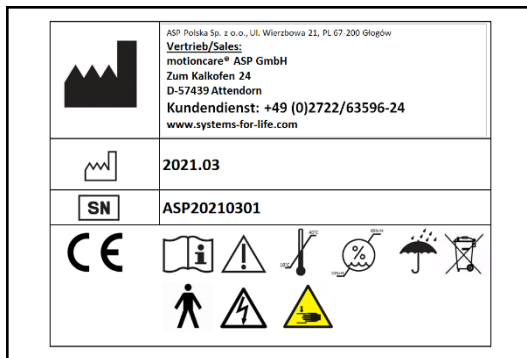 ASP Polska Sp. z o.o., Ul. Wierzbowa 21, PL 67-200 Głogów
Vertrieb/Sales:
motioncare® ASP GmbH
Zum Kalkofen 24
D-57439 Attendorn
Kundendienst: +49 (0)2722/63596-24
www.systems-for-life.com
2021.03
SN
ASP20210301
CE
i